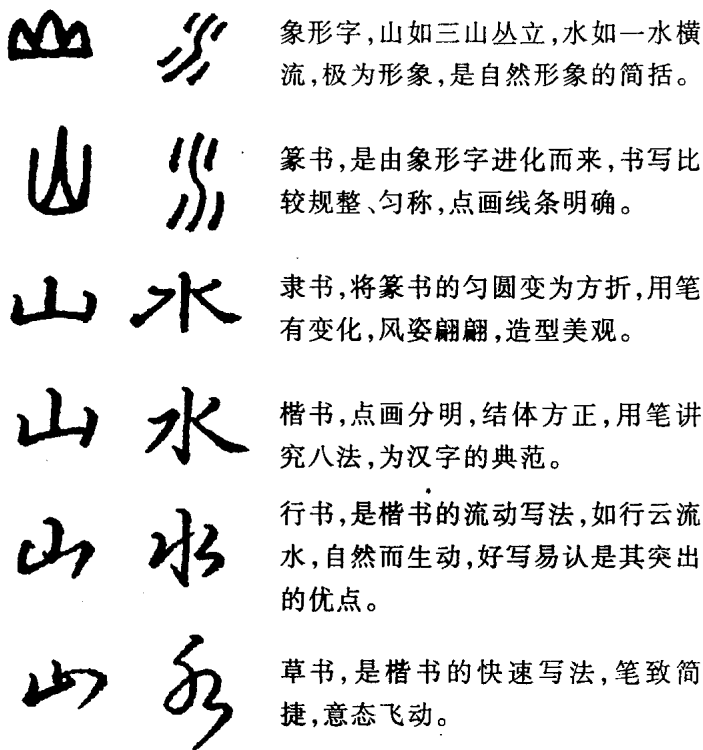 山 水 象形字,山如三山丛立,水如一水横
流,极为形象,是自然形象的简括。
山 水 篆书,是由象形字进化而来,书写比
较规整、匀称,点画线条明确。
山 水 隶书,将篆书的匀圆变为方折,用笔
有变化,风姿翩翩,造型美观。
山 水 楷书,点画分明,结体方正,用笔讲
究八法,为汉字的典范。
山 水 行书,是楷书的流动写法,如行云流
水,自然而生动,好写易认是其突出
的优点。
山 水 草书,是楷书的快速写法,笔致简
捷,意态飞动。